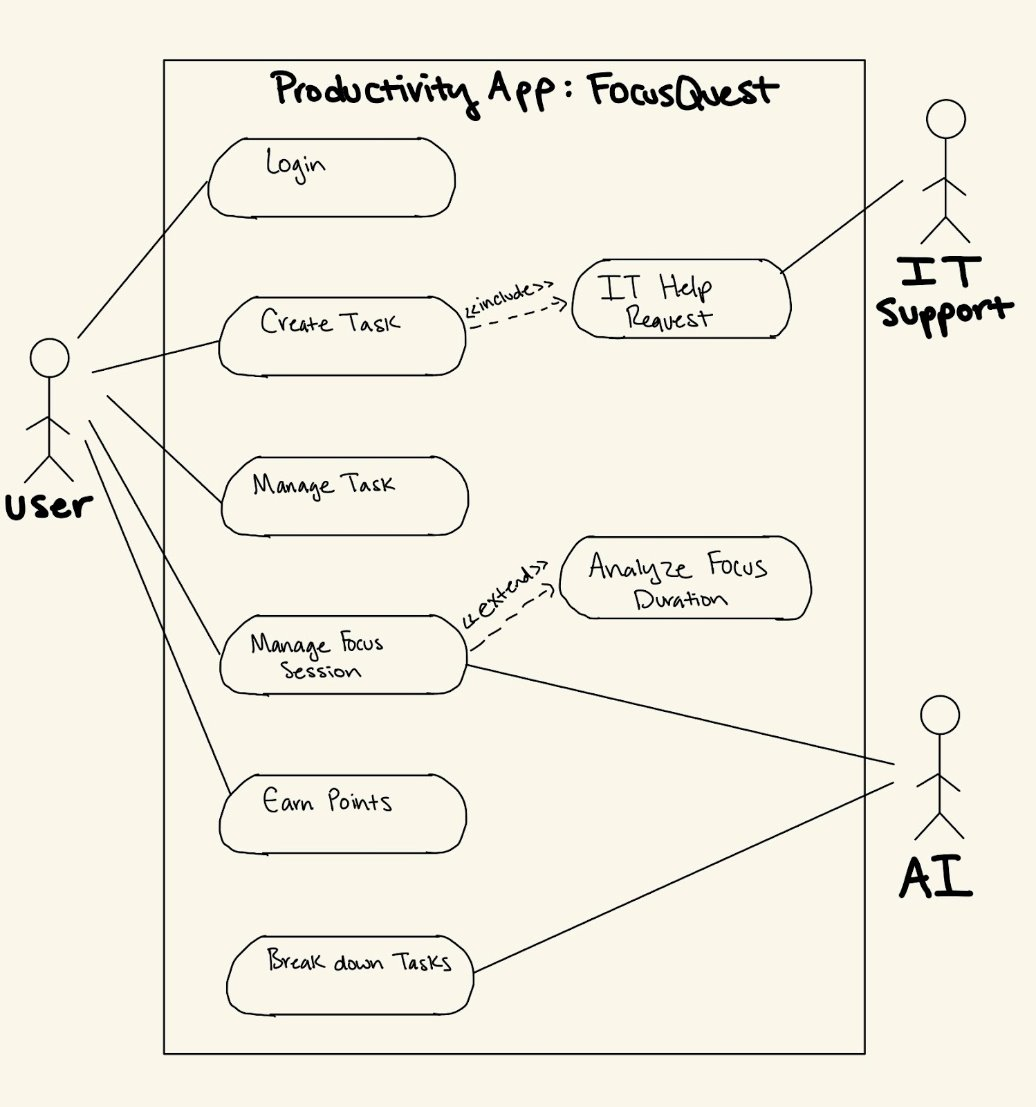 Productivity App: FocusQuest
Login
Create Task
<<include>>
IT Help
Request
IT
Support
User
Manage Task
Manage Focus
Session
<<extend>>
Analyze Focus
Duration
Earn Points
AI
Break down Tasks